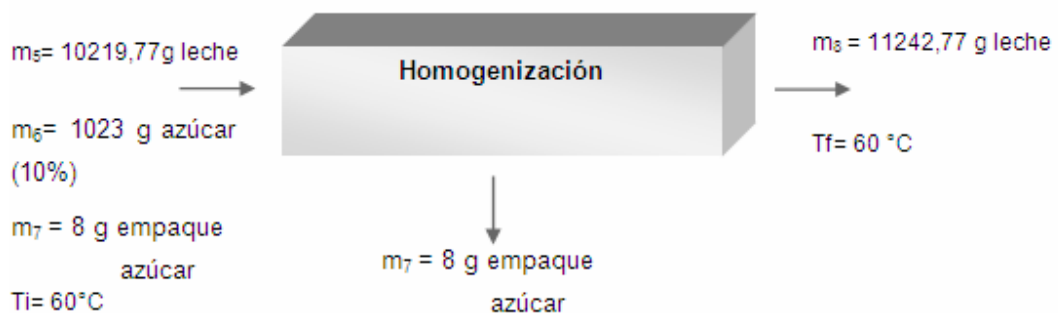 m₅= 10219,77g leche
m₆= 1023 g azúcar
(10%)
m₇ = 8 g empaque
azúcar
Ti= 60°C
Homogenización
m₇ = 8 g empaque
azúcar
m₈ = 11242,77 g leche
Tf= 60 °C